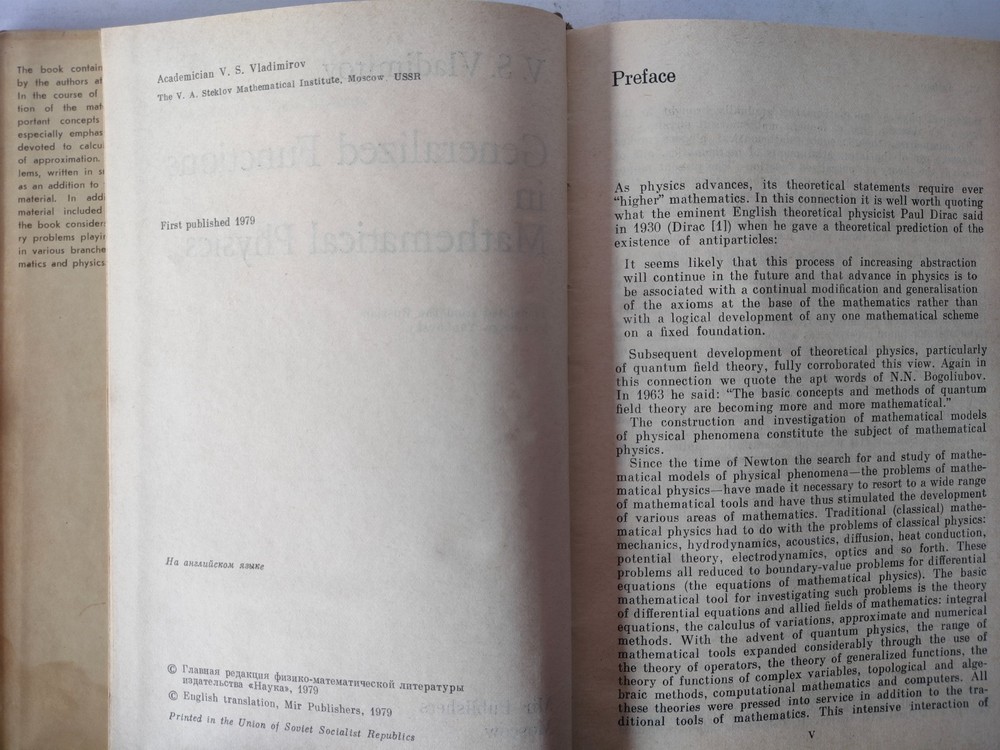 The book contain
by the authors at
In the course of
tion of the mat
portant concepts
especially emphas
devoted to calcu
of approximation.
lems, written in s
as an addition to
material. In addi
material included
the book consider
ry problems playi
in various branche
matics and physics
Academician V. S. Vladimirov
The V. A. Steklov Mathematical Institute, Moscow USSR
First published 1979
На английском языке
© Главная редакция физико-математической литературы
издательства «Наука», 1979
© English translation, Mir Publishers, 1979
Printed in the Union of Soviet Socialist Republics
Preface
As physics advances, its theoretical statements require ever
“higher” mathematics. In this connection it is well worth quoting
what the eminent English theoretical physicist Paul Dirac said
in 1930 (Dirac [1]) when he gave a theoretical prediction of the
existence of antiparticles:
It seems likely that this process of increasing abstraction
will continue in the future and that advance in physics is to
be associated with a continual modification and generalisation
of the axioms at the base of the mathematics rather than
with a logical development of any one mathematical scheme
on a fixed foundation.
Subsequent development of theoretical physics, particularly
of quantum field theory, fully corroborated this view. Again in
this connection we quote the apt words of N.N. Bogoliubov.
In 1963 he said: “The basic concepts and methods of quantum
field theory are becoming more and more mathematical.”
The construction and investigation of mathematical models
of physical phenomena constitute the subject of mathematical
physics.
Since the time of Newton the search for and study of mathe-
matical models of physical phenomena—the problems of mathe-
matical physics—have made it necessary to resort to a wide range
of mathematical tools and have thus stimulated the development
of various areas of mathematics. Traditional (classical) mathe-
matical physics had to do with the problems of classical physics:
mechanics, hydrodynamics, acoustics, diffusion, heat conduction,
potential theory, electrodynamics, optics and so forth. These
problems all reduced to boundary-value problems for differential
equations (the equations of mathematical physics). The basic
mathematical tool for investigating such problems is the theory
of differential equations and allied fields of mathematics: integral
equations, the calculus of variations, approximate and numerical
methods. With the advent of quantum physics, the range of
mathematical tools expanded considerably through the use of
the theory of operators, the theory of generalized functions, the
theory of functions of complex variables, topological and alge-
braic methods, computational mathematics and computers. All
these theories were pressed into service in addition to the tra-
ditional tools of mathematics. This intensive interaction of
V